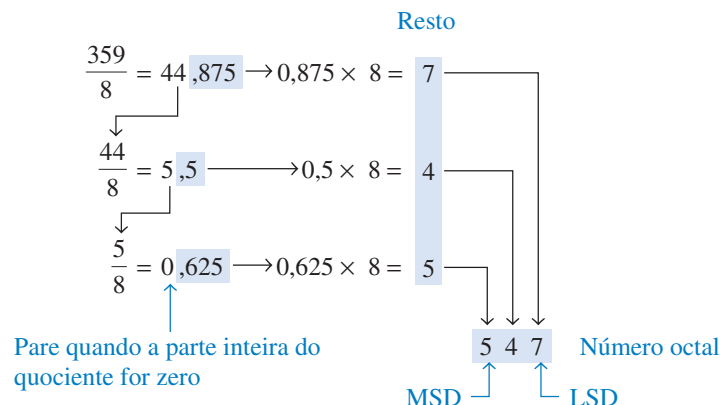 Resto
359/8 = 44 ,875 → 0,875 × 8 = 7
44/8 = 5 ,5 → 0,5 × 8 = 4
5/8 = 0 ,625 → 0,625 × 8 = 5
Pare quando a parte inteira do
quociente for zero
5 4 7 Número octal
MSD LSD